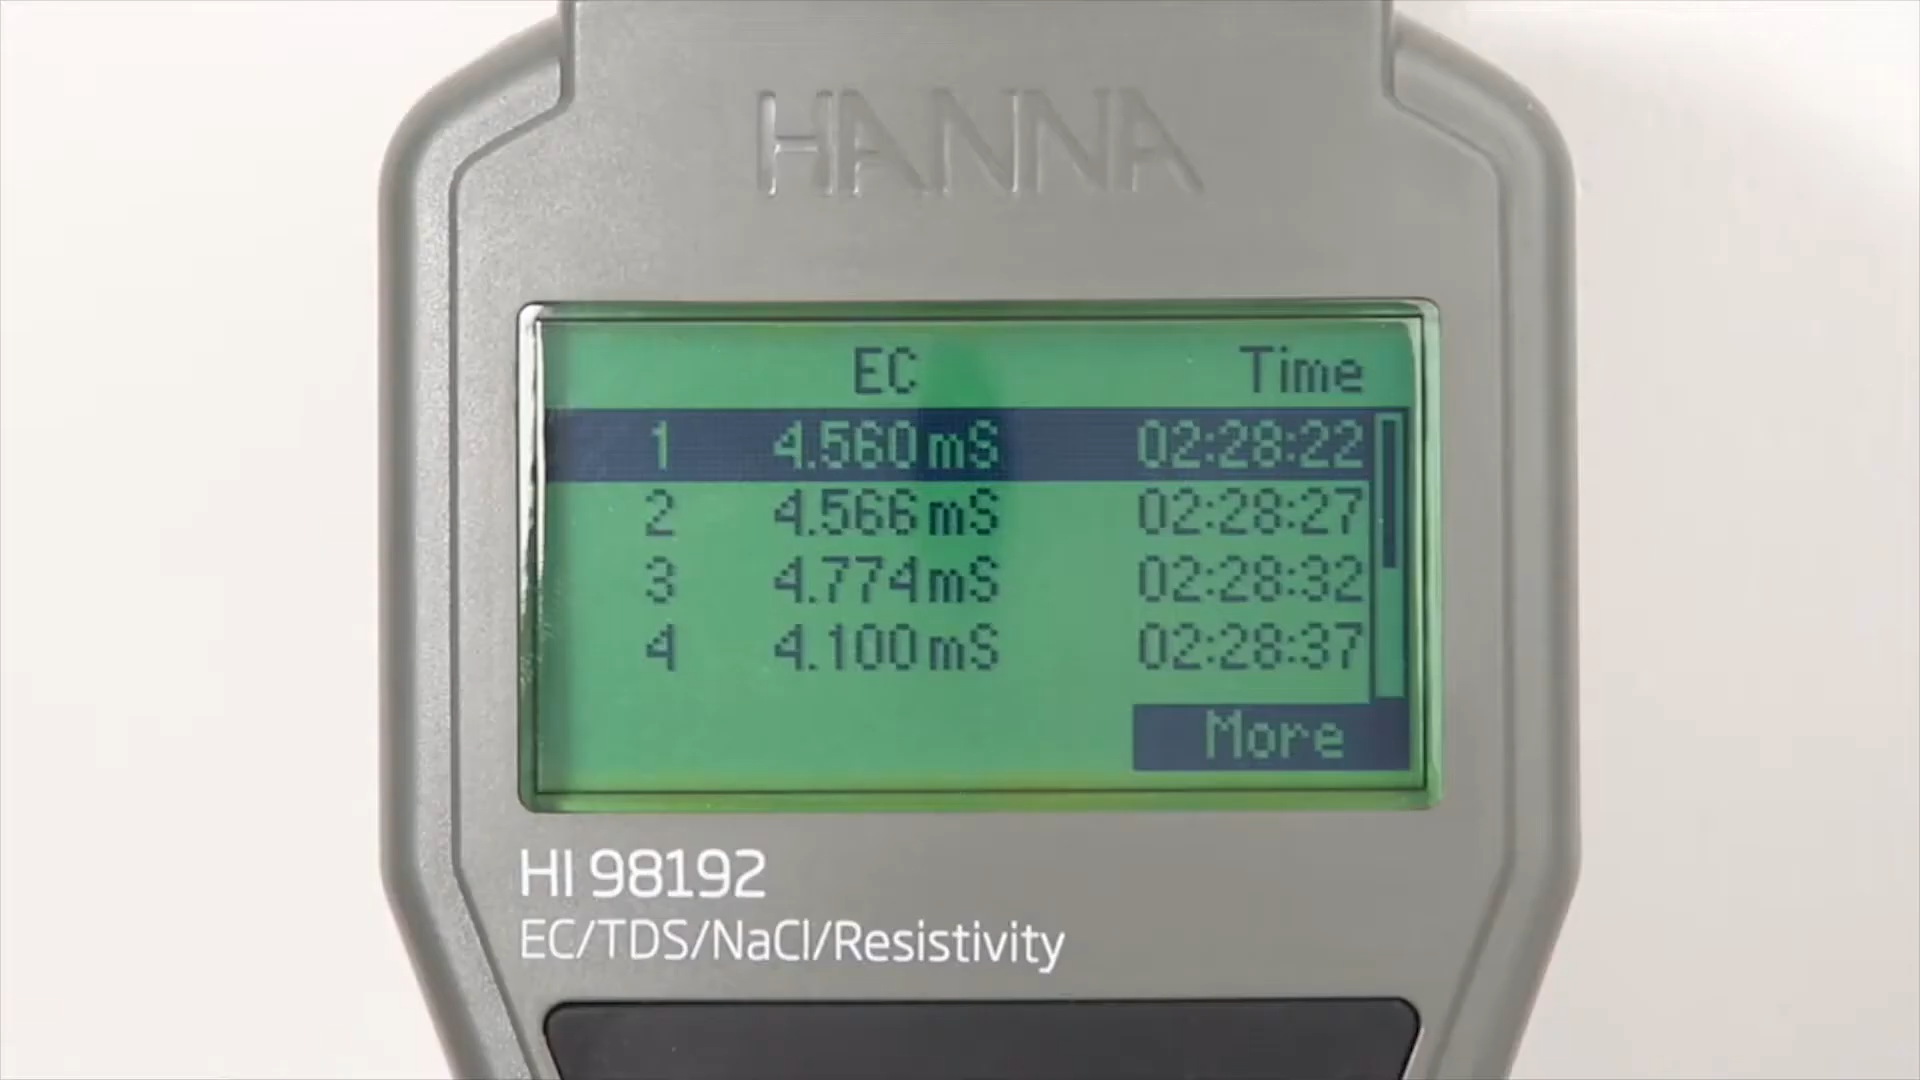 HANNA
EC Time
1 4.560 mS 02:28:22
2 4.566 mS 02:28:27
3 4.774 mS 02:28:32
4 4.100 mS 02:28:37
More
HI 98192
EC/TDS/NaCl/Resistivity